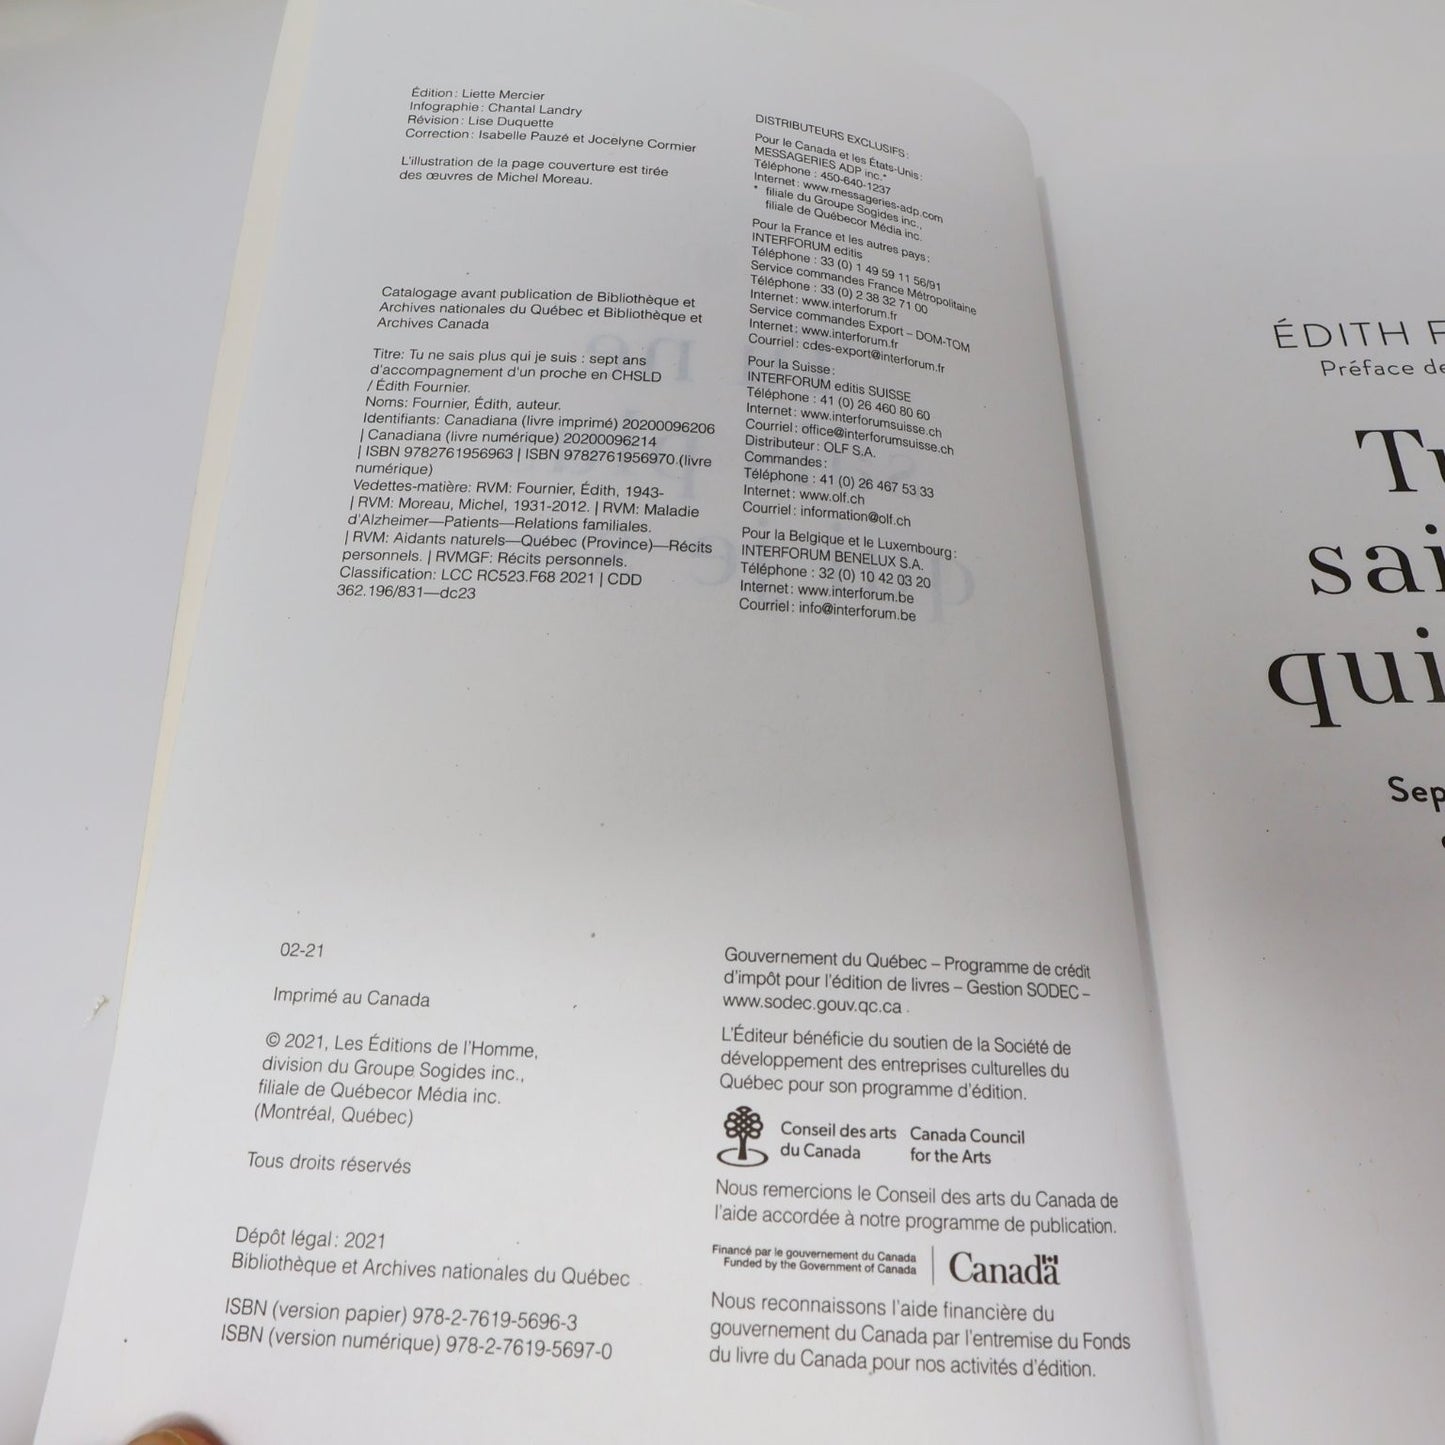 Édition : Liette Mercier
Infographie : Chantal Landry
Révision : Lise Duquette
Correction : Isabelle Pauzé et Jocelyne Cormier
L'illustration de la page couverture est tirée
des œuvres de Michel Moreau.
Catalogage avant publication de Bibliothèque et
Archives nationales du Québec et Bibliothèque et
Archives Canada
Titre: Tu ne sais plus qui je suis : sept ans
d'accompagnement d'un proche en CHSLD
/ Édith Fournier.
Noms: Fournier, Édith, auteur.
Identifiants: Canadiana (livre imprimé) 20200096206
| Canadiana (livre numérique) 20200096214
| ISBN 9782761956963 | ISBN 9782761956970 (livre
numérique)
Vedettes-matière: RVM: Fournier, Édith, 1943-
| RVM: Moreau, Michel, 1931-2012. | RVM: Maladie
d'Alzheimer—Patients—Relations familiales.
| RVM: Aidants naturels—Québec (Province)—Récits
personnels. | RVMGF: Récits personnels.
Classification: LCC RC523.F68 2021 | CDD
362.196/831—dc23
DISTRIBUTEURS EXCLUSIFS :
Pour le Canada et les États-Unis :
MESSAGERIES ADP inc.*
Téléphone : 450-640-1237
Internet : www.messageries-adp.com
* filiale du Groupe Sogides inc.,
filiale de Québecor Média inc.
Pour la France et les autres pays :
INTERFORUM editis
Téléphone : 33 (0) 1 49 59 11 56/91
Service commandes France Métropolitaine
Téléphone : 33 (0) 2 38 32 71 00
Internet : www.interforum.fr
Service commandes Export – DOM-TOM
Internet : www.interforum.fr
Courriel : cdes-export@interforum.fr
Pour la Suisse :
INTERFORUM editis SUISSE
Téléphone : 41 (0) 26 460 80 60
Internet : www.interforumsuisse.ch
Courriel : office@interforumsuisse.ch
Distributeur : OLF S.A.
Commandes :
Téléphone : 41 (0) 26 467 53 33
Internet : www.olf.ch
Courriel : information@olf.ch
Pour la Belgique et le Luxembourg :
INTERFORUM BENELUX S.A.
Téléphone : 32 (0) 10 42 03 20
Internet : www.interforum.be
Courriel : info@interforum.be
02-21
Imprimé au Canada
© 2021, Les Éditions de l'Homme,
division du Groupe Sogides inc.,
filiale de Québecor Média inc.
(Montréal, Québec)
Tous droits réservés
Dépôt légal : 2021
Bibliothèque et Archives nationales du Québec
ISBN (version papier) 978-2-7619-5696-3
ISBN (version numérique) 978-2-7619-5697-0
Gouvernement du Québec – Programme de crédit
d'impôt pour l'édition de livres – Gestion SODEC –
www.sodec.gouv.qc.ca
L'Éditeur bénéficie du soutien de la Société de
développement des entreprises culturelles du
Québec pour son programme d'édition.
Conseil des arts Canada Council
du Canada for the Arts
Nous remercions le Conseil des arts du Canada de
l'aide accordée à notre programme de publication.
Financé par le gouvernement du Canada
Funded by the Government of Canada
Canada
Nous reconnaissons l'aide financière du
gouvernement du Canada par l'entremise du Fonds
du livre du Canada pour nos activités d'édition.
ÉDITH F
Préface de
Tu
sai
qui
Sep